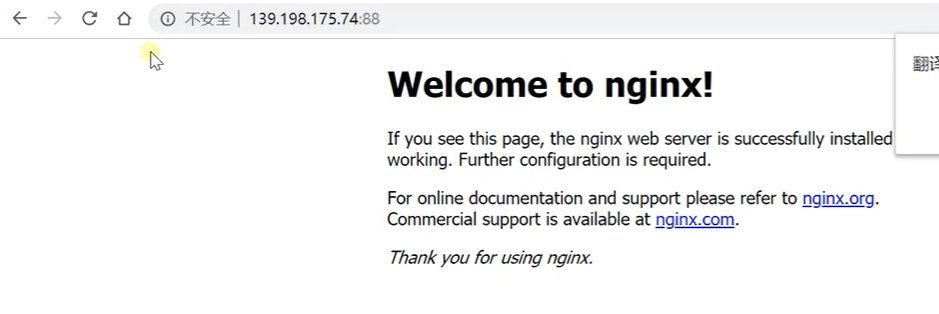 不安全 | 139.198.175.74:88
翻译
Welcome to nginx!
If you see this page, the nginx web server is successfully installed
working. Further configuration is required.
For online documentation and support please refer to nginx.org.
Commercial support is available at nginx.com.
Thank you for using nginx.